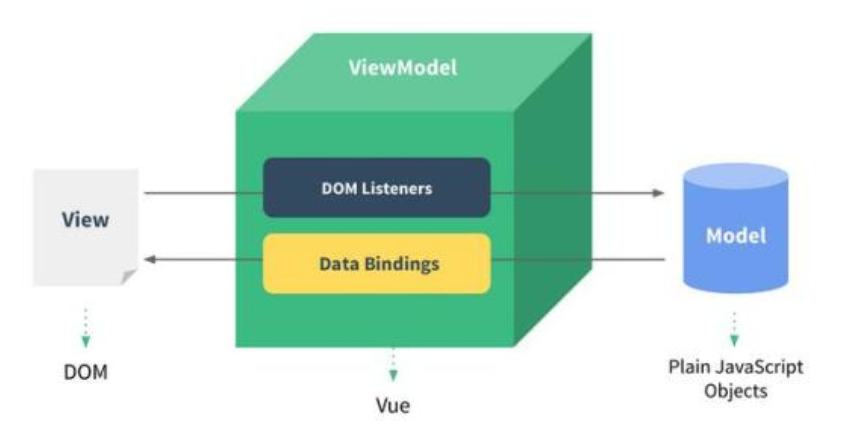 ViewModel
DOM Listeners
View
Model
Data Bindings
DOM
Vue
Plain JavaScript
Objects